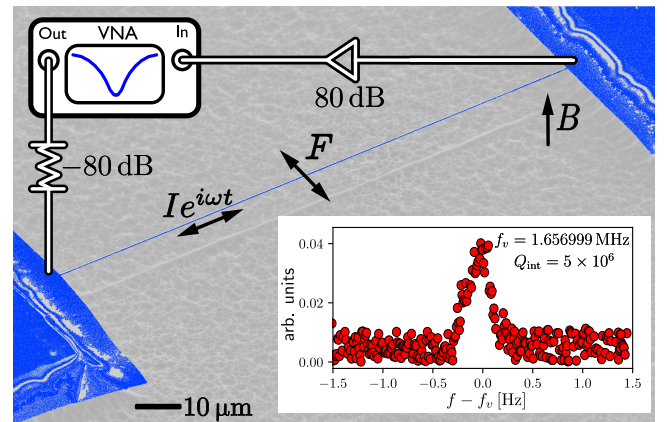 Out VNA In
80 dB
−80 dB
B
F
Ie^{iωt}
f_v = 1.656999 MHz
Q_int = 5 × 10^6
0.04
0.02
0.00
arb. units
−1.5 −1.0 −0.5 0.0 0.5 1.0 1.5
f − f_v [Hz]
10 μm